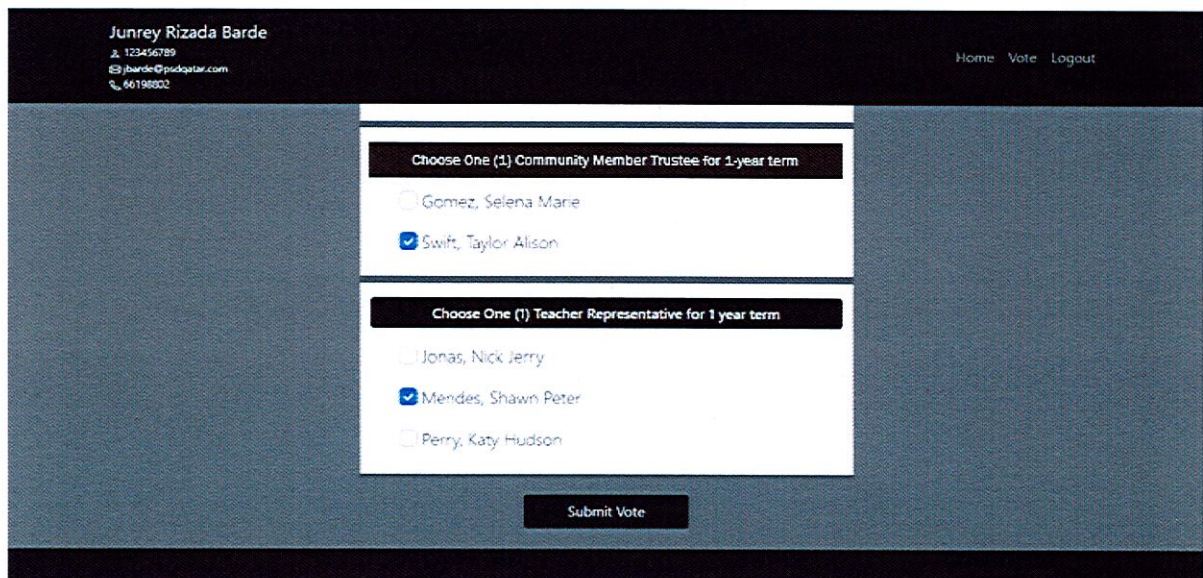 Junrey Rizada Barde
123456789
jbarde@psdqatar.com
66198802
Home Vote Logout
Choose One (1) Community Member Trustee for 1-year term
Gomez, Selena Marie
Swift, Taylor Alison
Choose One (1) Teacher Representative for 1 year term
Jonas, Nick Jerry
Mendes, Shawn Peter
Perry, Katy Hudson
Submit Vote